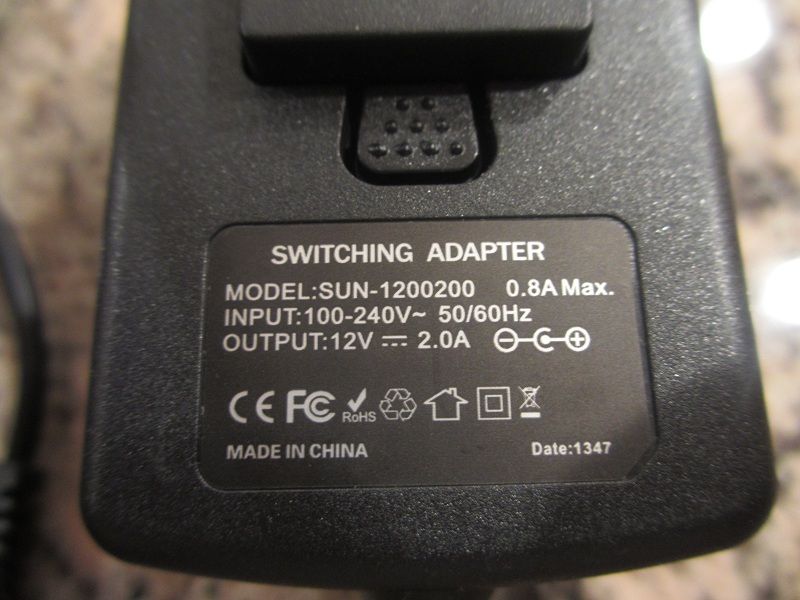 SWITCHING ADAPTER
MODEL:SUN-1200200 0.8A Max.
INPUT:100-240V~ 50/60Hz
OUTPUT:12V ⎓ 2.0A
CE FC RoHS
MADE IN CHINA Date:1347